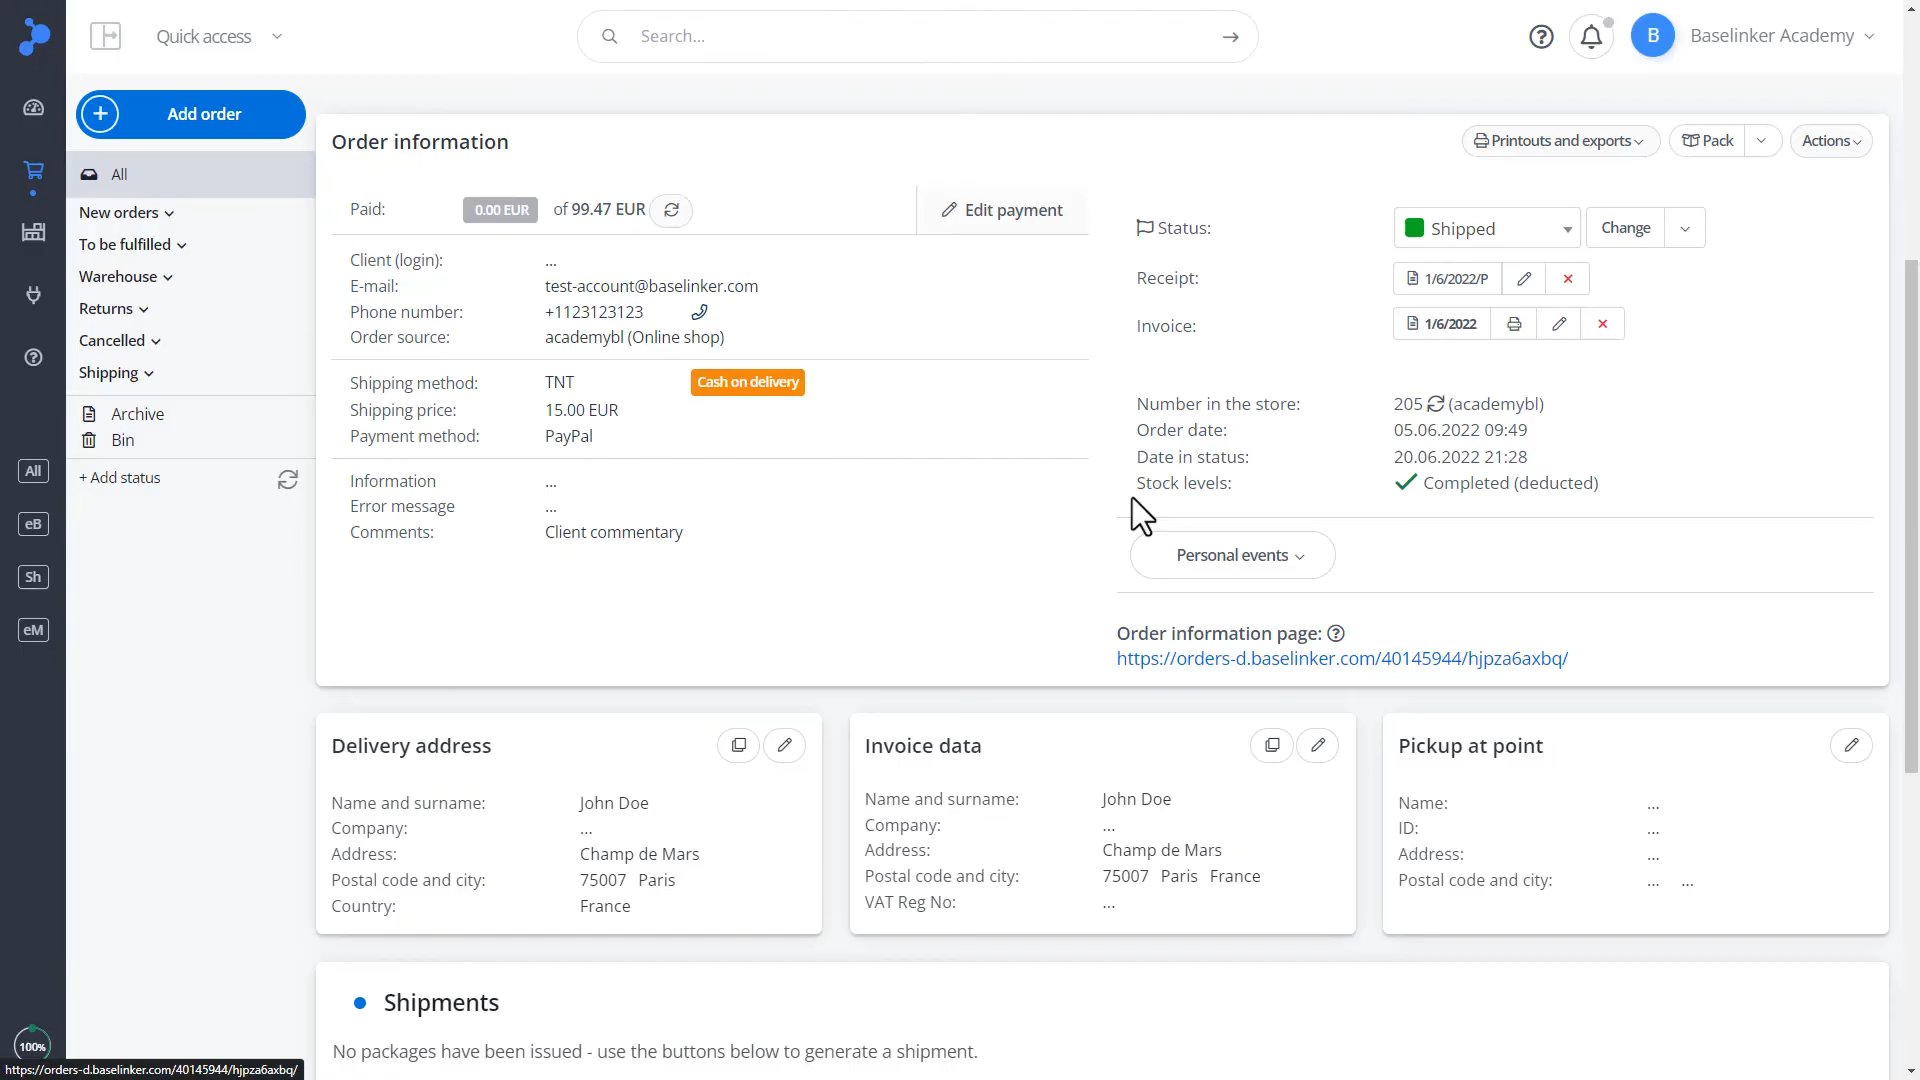 Quick access
Search...
B
Baselinker Academy
Add order
All
New orders
To be fulfilled
Warehouse
Returns
Cancelled
Shipping
Archive
Bin
+ Add status
All
eB
Sh
eM
100%
Order information
Printouts and exports
Pack
Actions
Paid: 0.00 EUR of 99.47 EUR
Edit payment
Client (login): ...
E-mail: test-account@baselinker.com
Phone number: +1123123123
Order source: academybl (Online shop)
Shipping method: TNT Cash on delivery
Shipping price: 15.00 EUR
Payment method: PayPal
Information ...
Error message ...
Comments: Client commentary
Status: Shipped Change
Receipt: 1/6/2022/P
Invoice: 1/6/2022
Number in the store: 205 (academybl)
Order date: 05.06.2022 09:49
Date in status: 20.06.2022 21:28
Stock levels: Completed (deducted)
Personal events
Order information page:
https://orders-d.baselinker.com/40145944/hjpza6axbq/
Delivery address
Name and surname: John Doe
Company: ...
Address: Champ de Mars
Postal code and city: 75007 Paris
Country: France
Invoice data
Name and surname: John Doe
Company: ...
Address: Champ de Mars
Postal code and city: 75007 Paris France
VAT Reg No: ...
Pickup at point
Name: ...
ID: ...
Address: ...
Postal code and city: ... ...
Shipments
No packages have been issued - use the buttons below to generate a shipment.
https://orders-d.baselinker.com/40145944/hjpza6axbq/